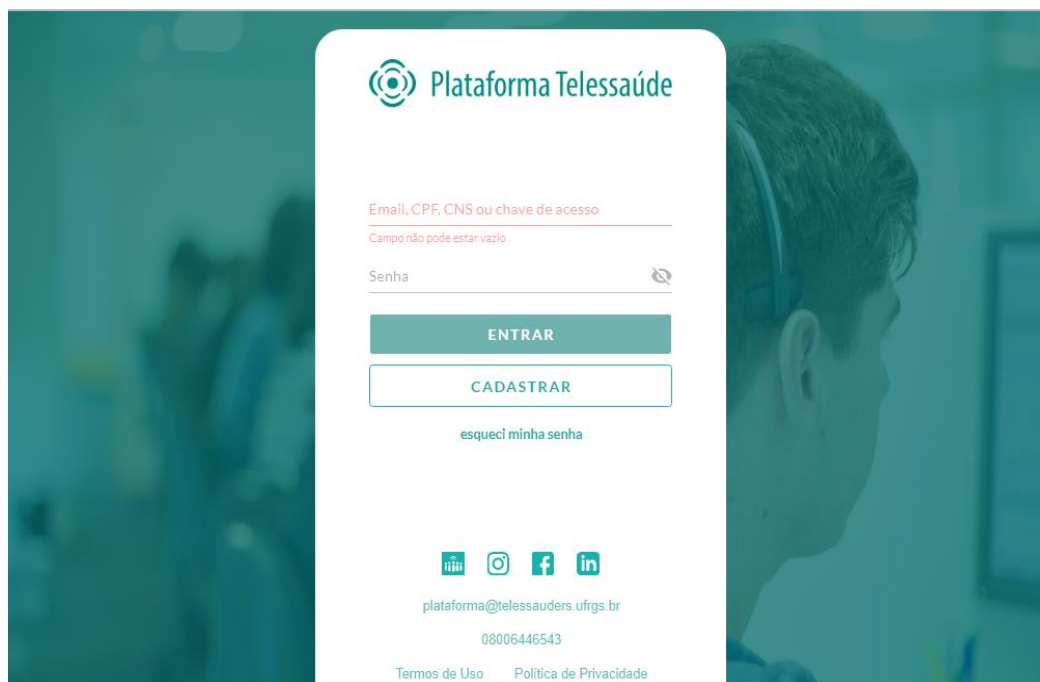 Plataforma Telessaúde
Email, CPF, CNS ou chave de acesso
Campo não pode estar vazio
Senha
ENTRAR
CADASTRAR
esqueci minha senha
plataforma@telessauders.ufrgs.br
08006446543
Termos de Uso Política de Privacidade